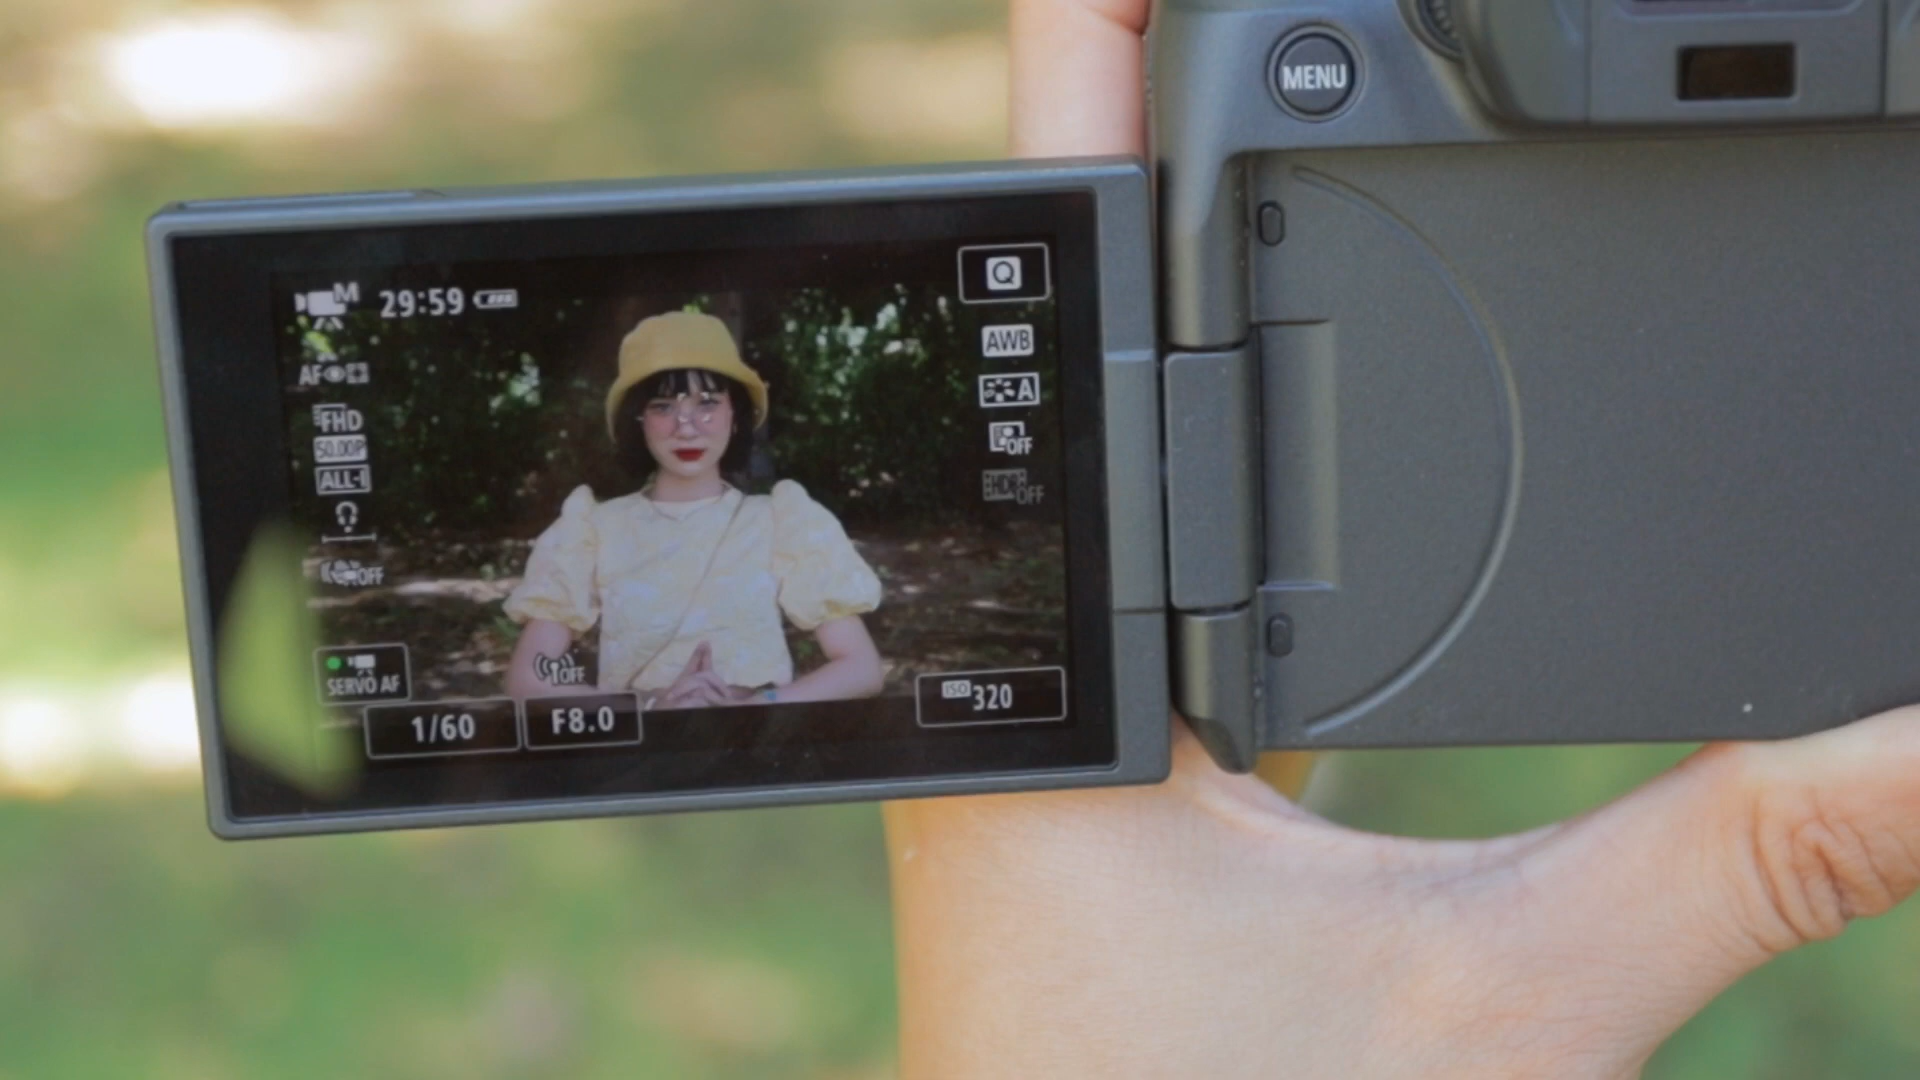 MENU
Q
M 29:59
AWB
AF
A
FHD
50.00P
OFF
ALL-I
HDR OFF
OFF
SERVO AF
OFF
1/60 F8.0 ISO 320